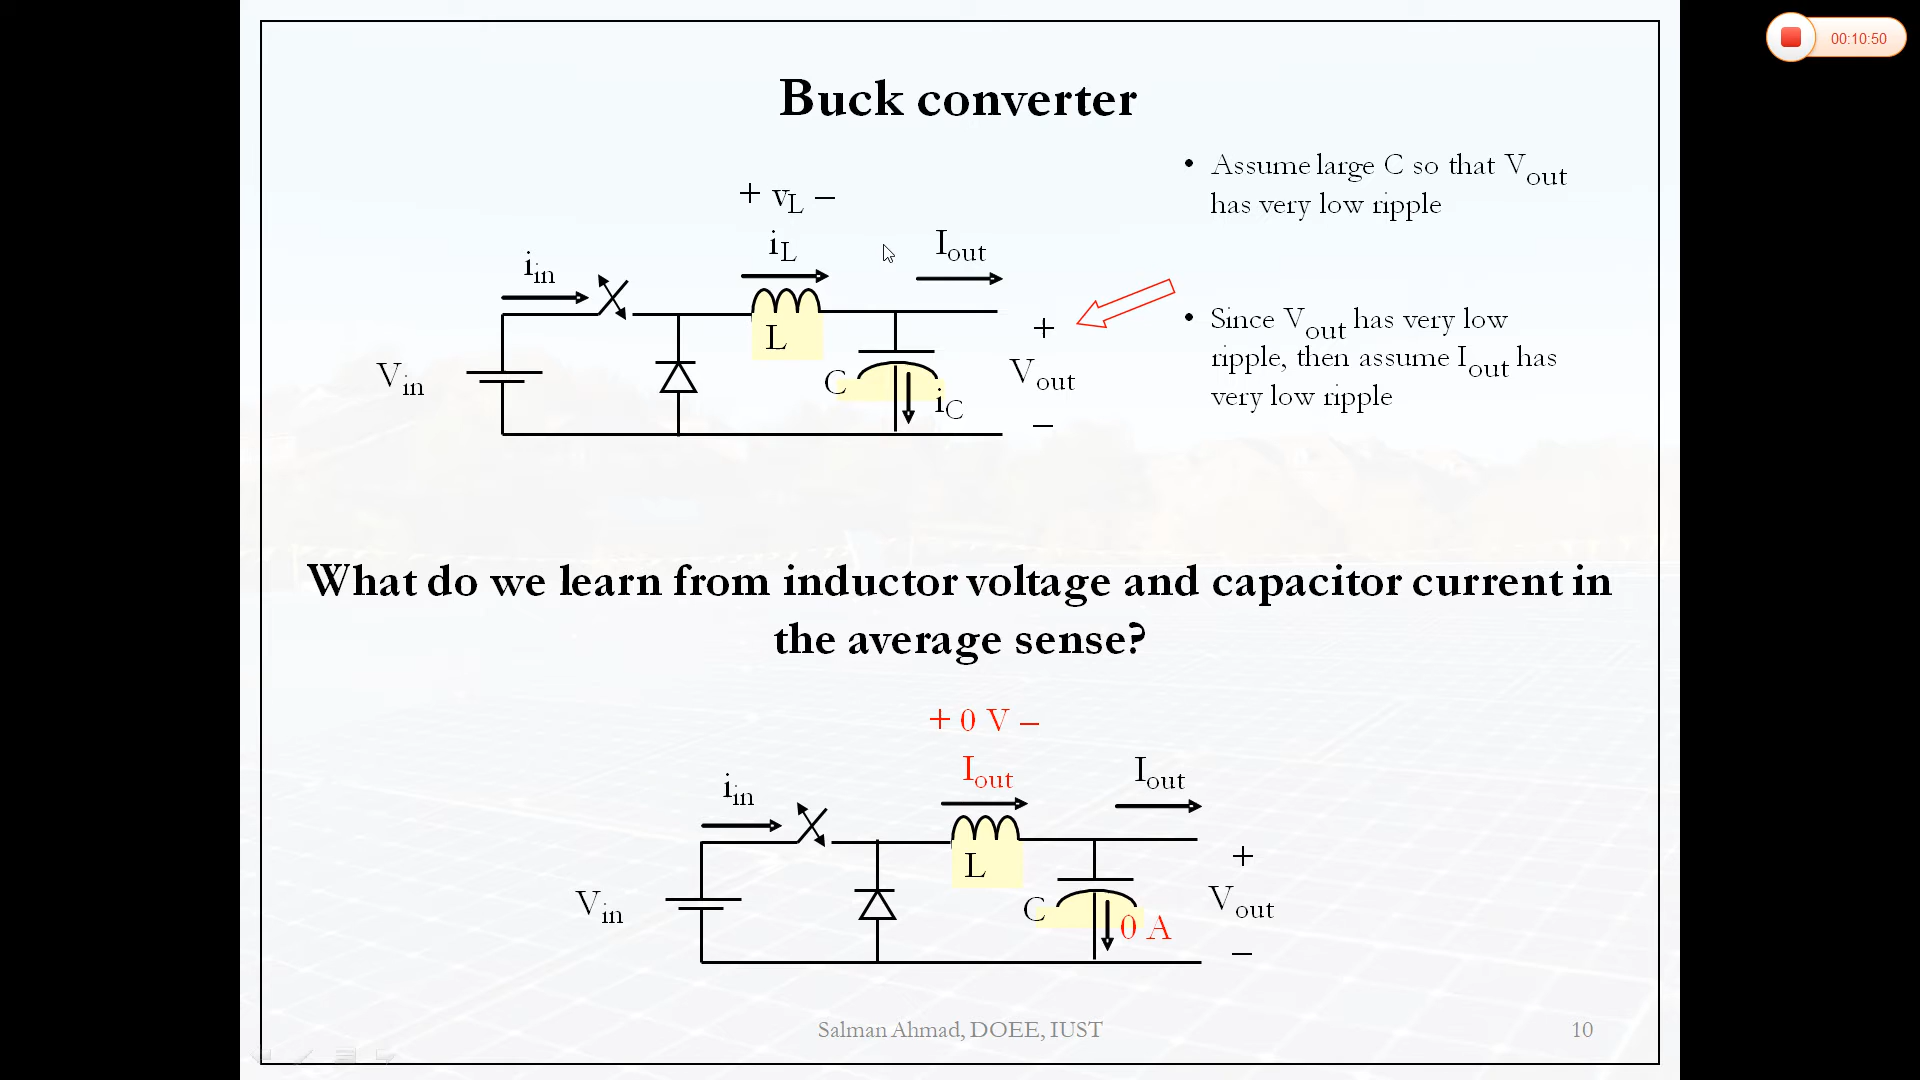 00:10:50
Buck converter
• Assume large C so that Vout
has very low ripple
+ vL –
iL
Iout
iin
L
+
• Since Vout has very low
ripple, then assume Iout has
very low ripple
Vin
C
iC
Vout
–
What do we learn from inductor voltage and capacitor current in
the average sense?
+ 0 V –
Iout
Iout
iin
L
+
Vin
C
0 A
Vout
–
Salman Ahmad, DOEE, IUST
10